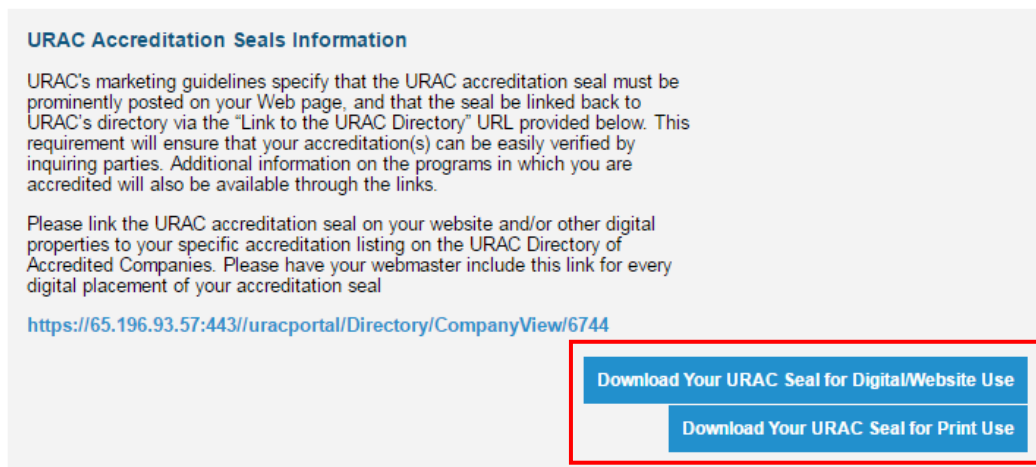 URAC Accreditation Seals Information
URAC's marketing guidelines specify that the URAC accreditation seal must be
prominently posted on your Web page, and that the seal be linked back to
URAC's directory via the “Link to the URAC Directory” URL provided below. This
requirement will ensure that your accreditation(s) can be easily verified by
inquiring parties. Additional information on the programs in which you are
accredited will also be available through the links.
Please link the URAC accreditation seal on your website and/or other digital
properties to your specific accreditation listing on the URAC Directory of
Accredited Companies. Please have your webmaster include this link for every
digital placement of your accreditation seal
https://65.196.93.57:443//uracportal/Directory/CompanyView/6744
Download Your URAC Seal for Digital/Website Use
Download Your URAC Seal for Print Use